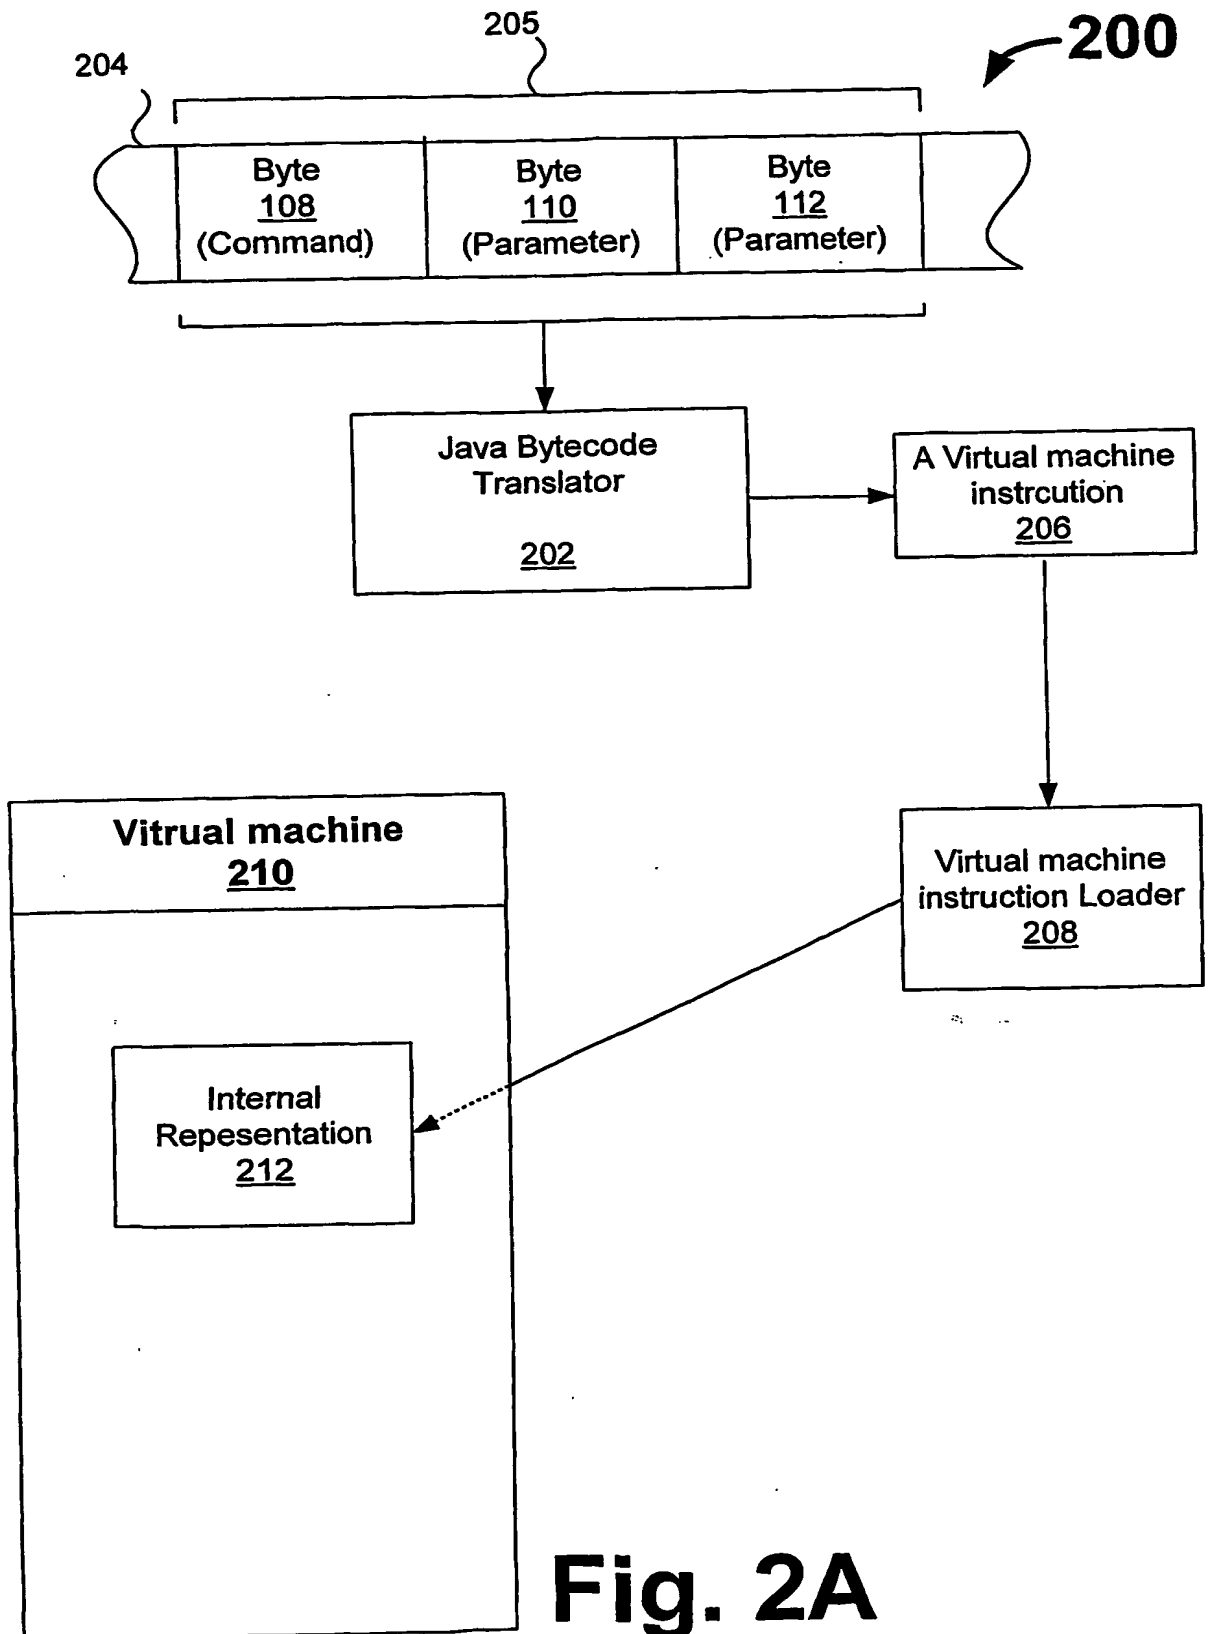 205
200
204
Byte
108
(Command)
Byte
110
(Parameter)
Byte
112
(Parameter)
Java Bytecode
Translator
202
A Virtual machine
instrcution
206
Vitrual machine
210
Virtual machine
instruction Loader
208
Internal
Repesentation
212
Fig. 2A